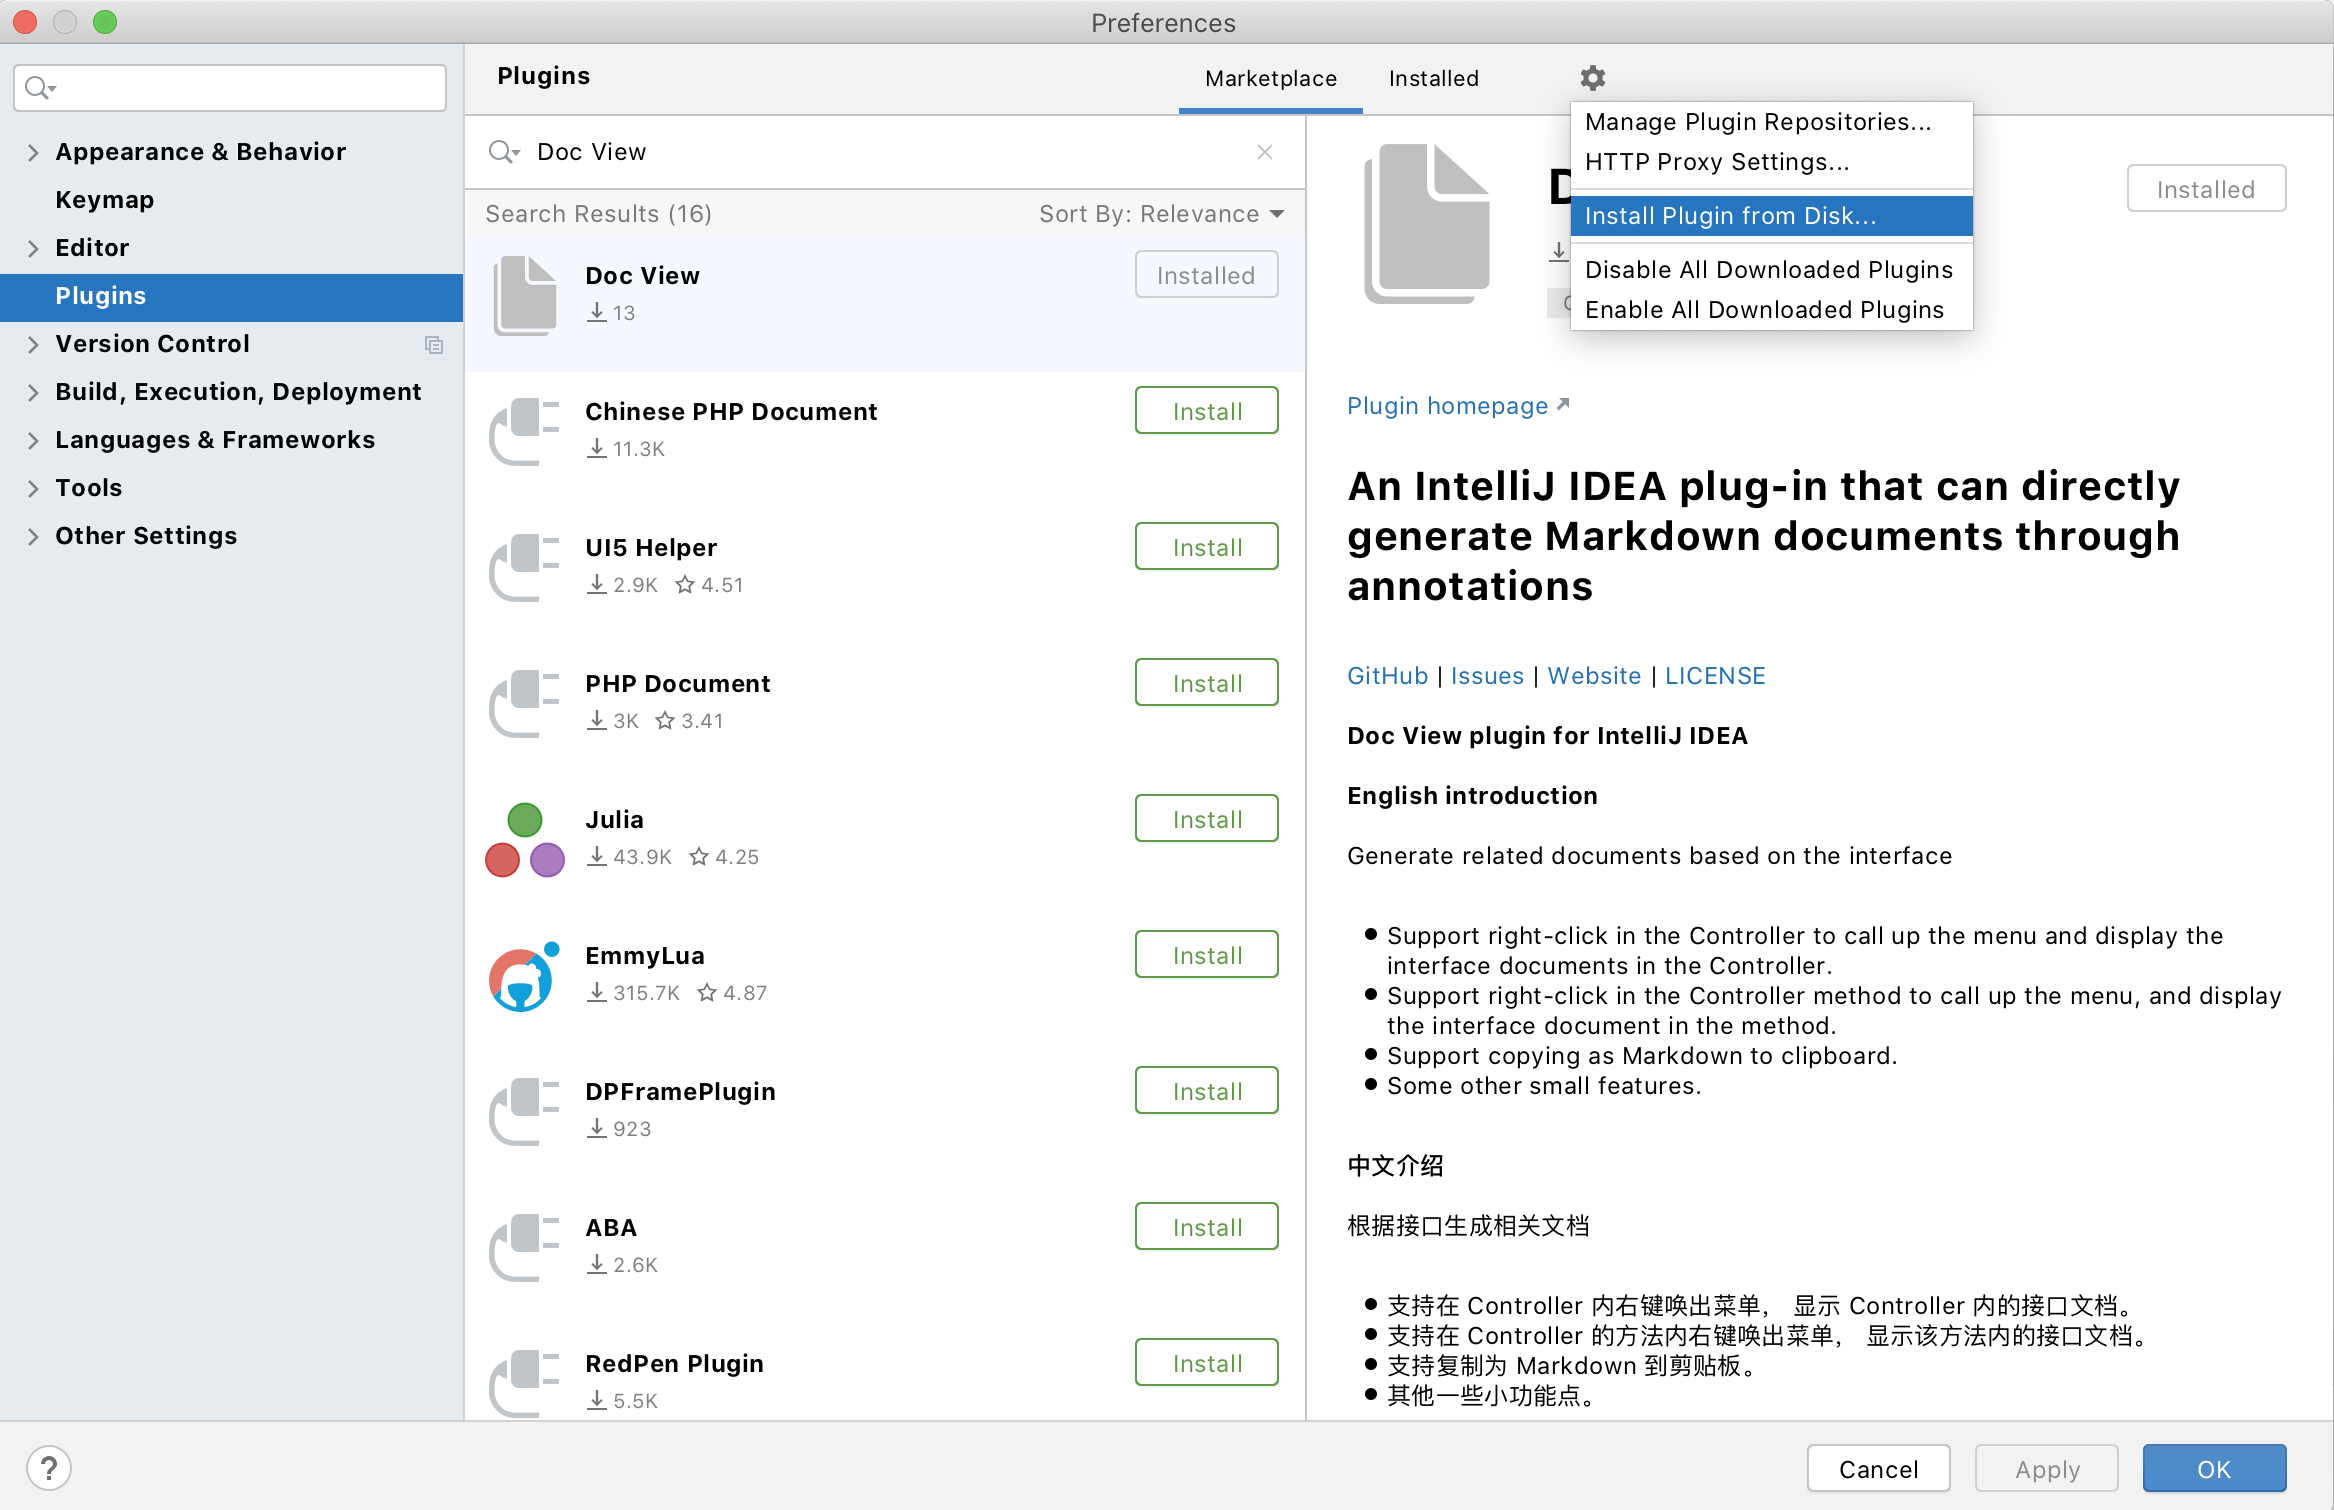 Preferences
Plugins
Marketplace
Installed
Appearance & Behavior
Keymap
Editor
Plugins
Version Control
Build, Execution, Deployment
Languages & Frameworks
Tools
Other Settings
Doc View
Search Results (16)
Sort By: Relevance
Doc View
Installed
13
Chinese PHP Document
Install
11.3K
UI5 Helper
Install
2.9K 4.51
PHP Document
Install
3K 3.41
Julia
Install
43.9K 4.25
EmmyLua
Install
315.7K 4.87
DPFramePlugin
Install
923
ABA
Install
2.6K
RedPen Plugin
Install
5.5K
Manage Plugin Repositories...
HTTP Proxy Settings...
Install Plugin from Disk...
Disable All Downloaded Plugins
Enable All Downloaded Plugins
Installed
Plugin homepage
An IntelliJ IDEA plug-in that can directly
generate Markdown documents through
annotations
GitHub | Issues | Website | LICENSE
Doc View plugin for IntelliJ IDEA
English introduction
Generate related documents based on the interface
Support right-click in the Controller to call up the menu and display the
interface documents in the Controller.
Support right-click in the Controller method to call up the menu, and display
the interface document in the method.
Support copying as Markdown to clipboard.
Some other small features.
中文介绍
根据接口生成相关文档
支持在 Controller 内右键唤出菜单， 显示 Controller 内的接口文档。
支持在 Controller 的方法内右键唤出菜单， 显示该方法内的接口文档。
支持复制为 Markdown 到剪贴板。
其他一些小功能点。
?
Cancel
Apply
OK